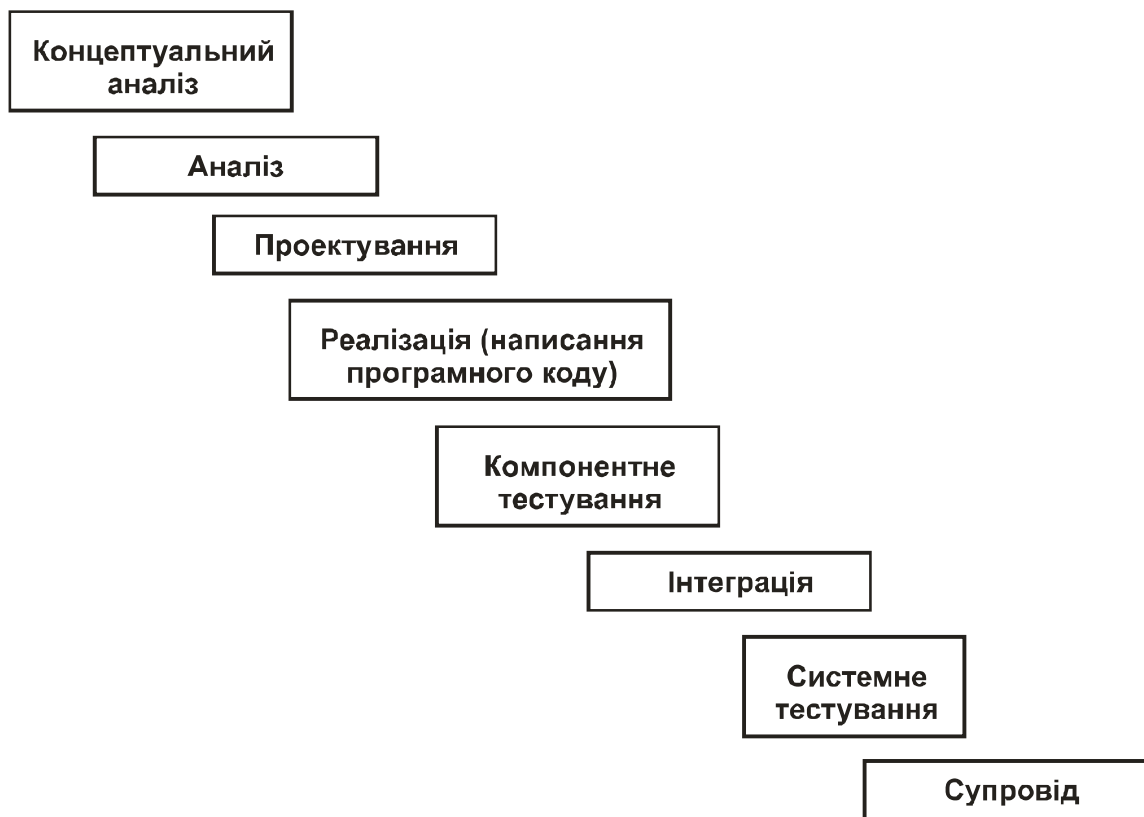 Концептуальний
аналіз
Аналіз
Проектування
Реалізація (написання
програмного коду)
Компонентне
тестування
Інтеграція
Системне
тестування
Супровід